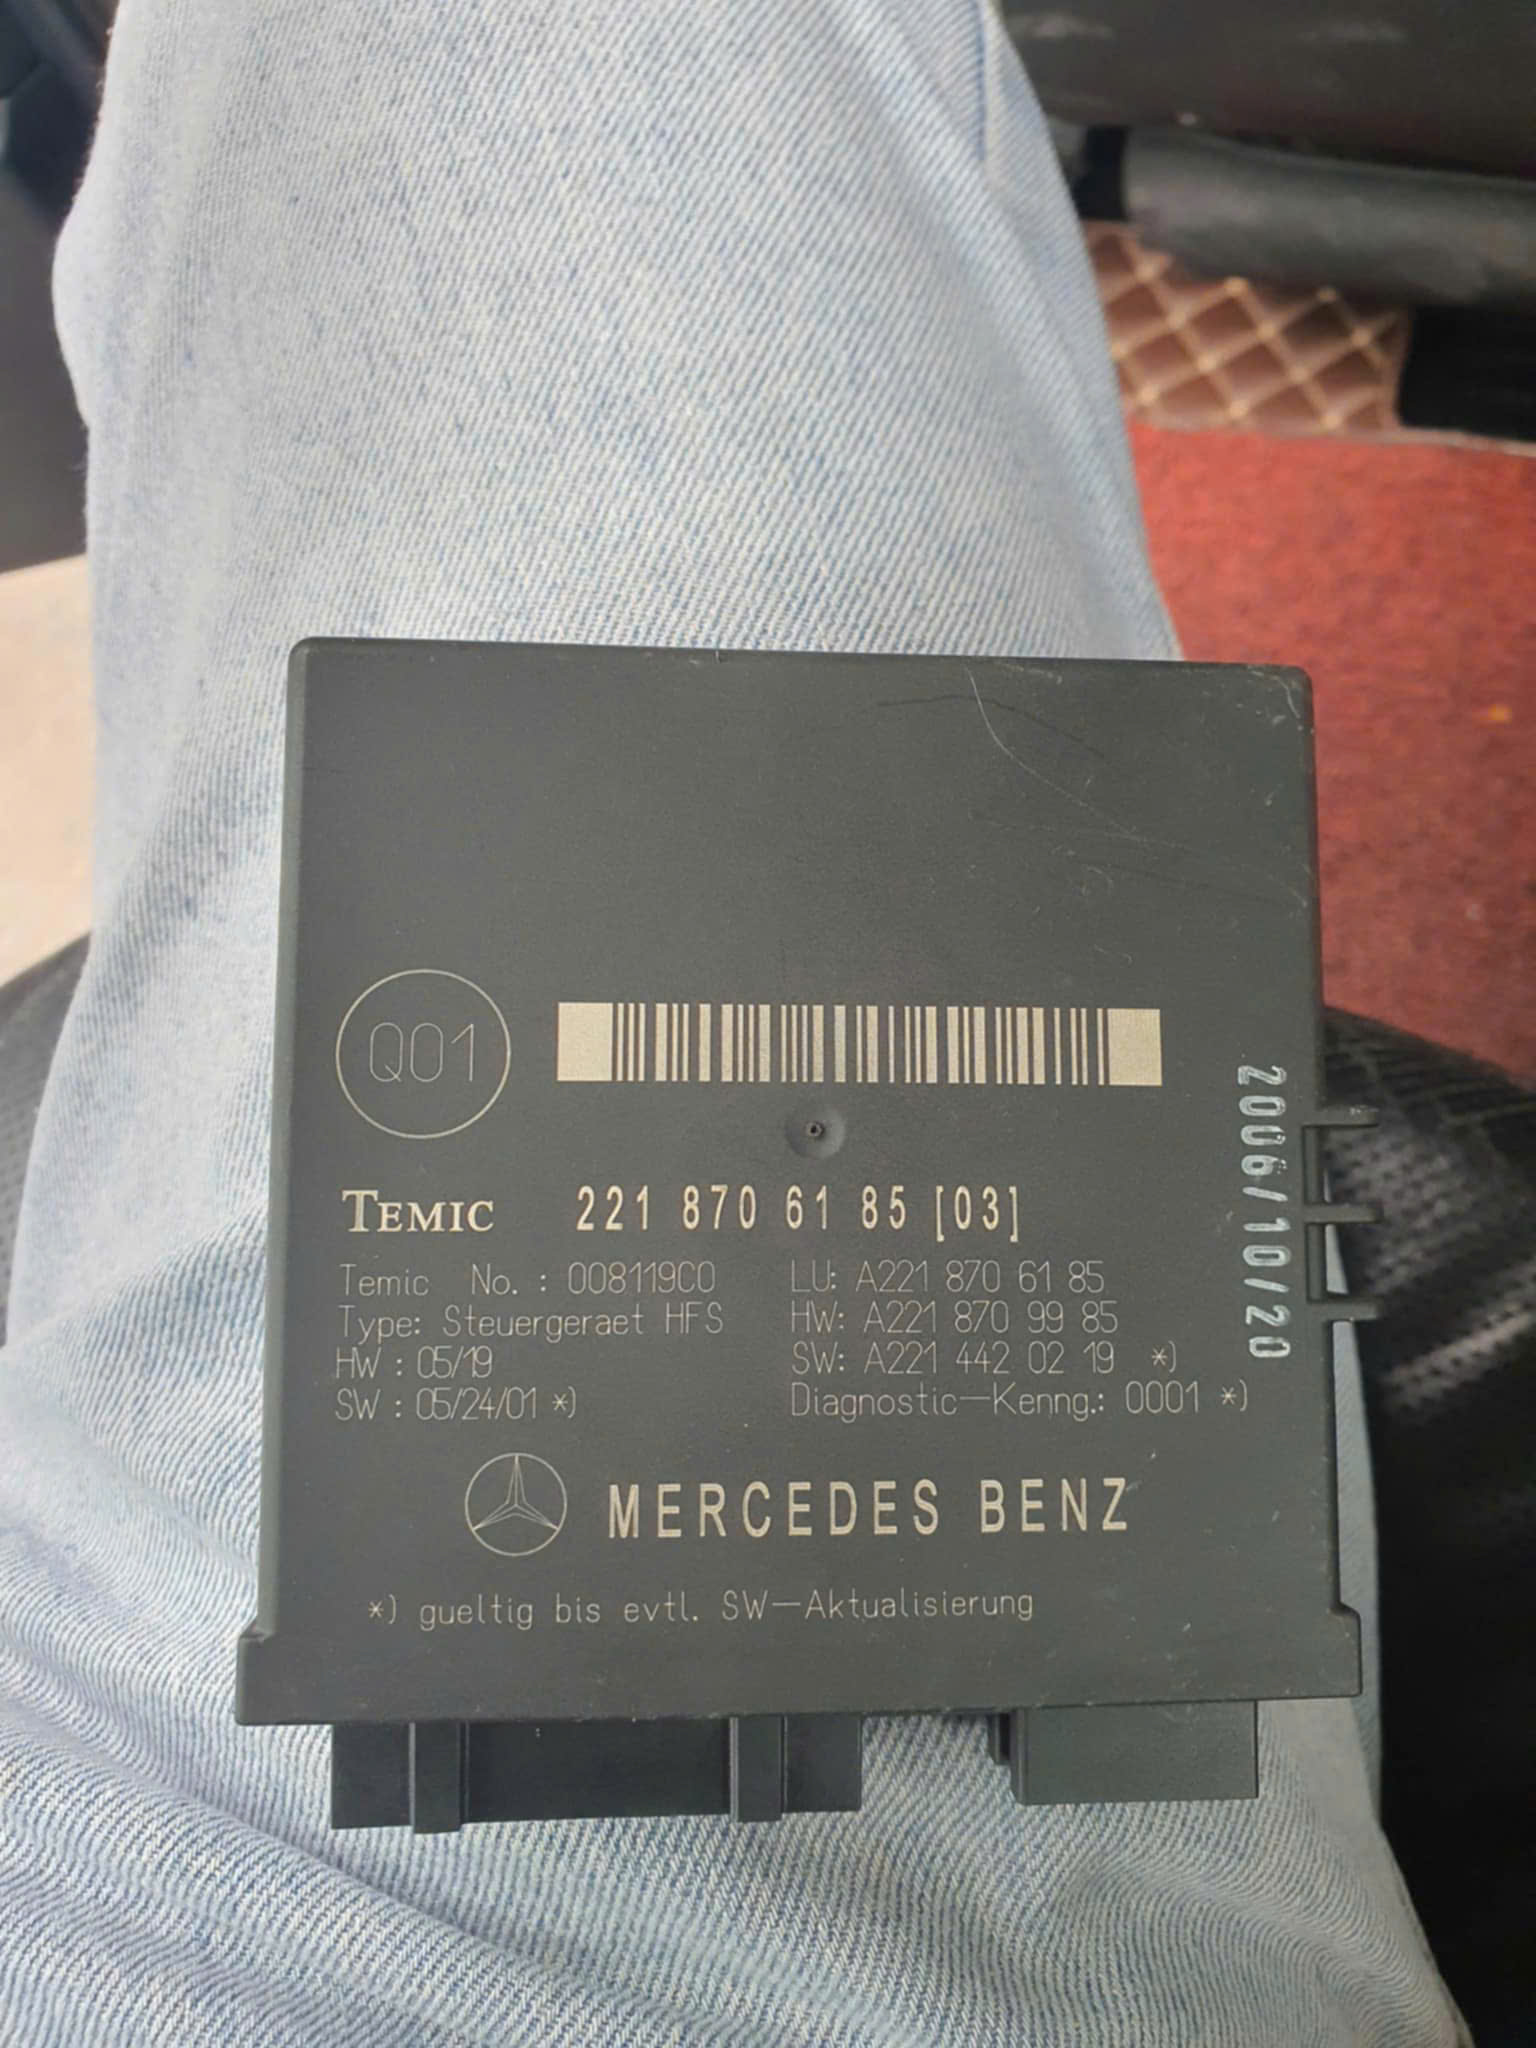 Q01
TEMIC 221 870 61 85 [03]
Temic No. : 008119C0 LU: A221 870 61 85
Type: Steuergeraet HFS HW: A221 870 99 85
HW : 05/19 SW: A221 442 02 19 *)
SW : 05/24/01 *) Diagnostic-Kenng.: 0001 *)
MERCEDES BENZ
*) gueltig bis evtl. SW-Aktualisierung
2006/10/20